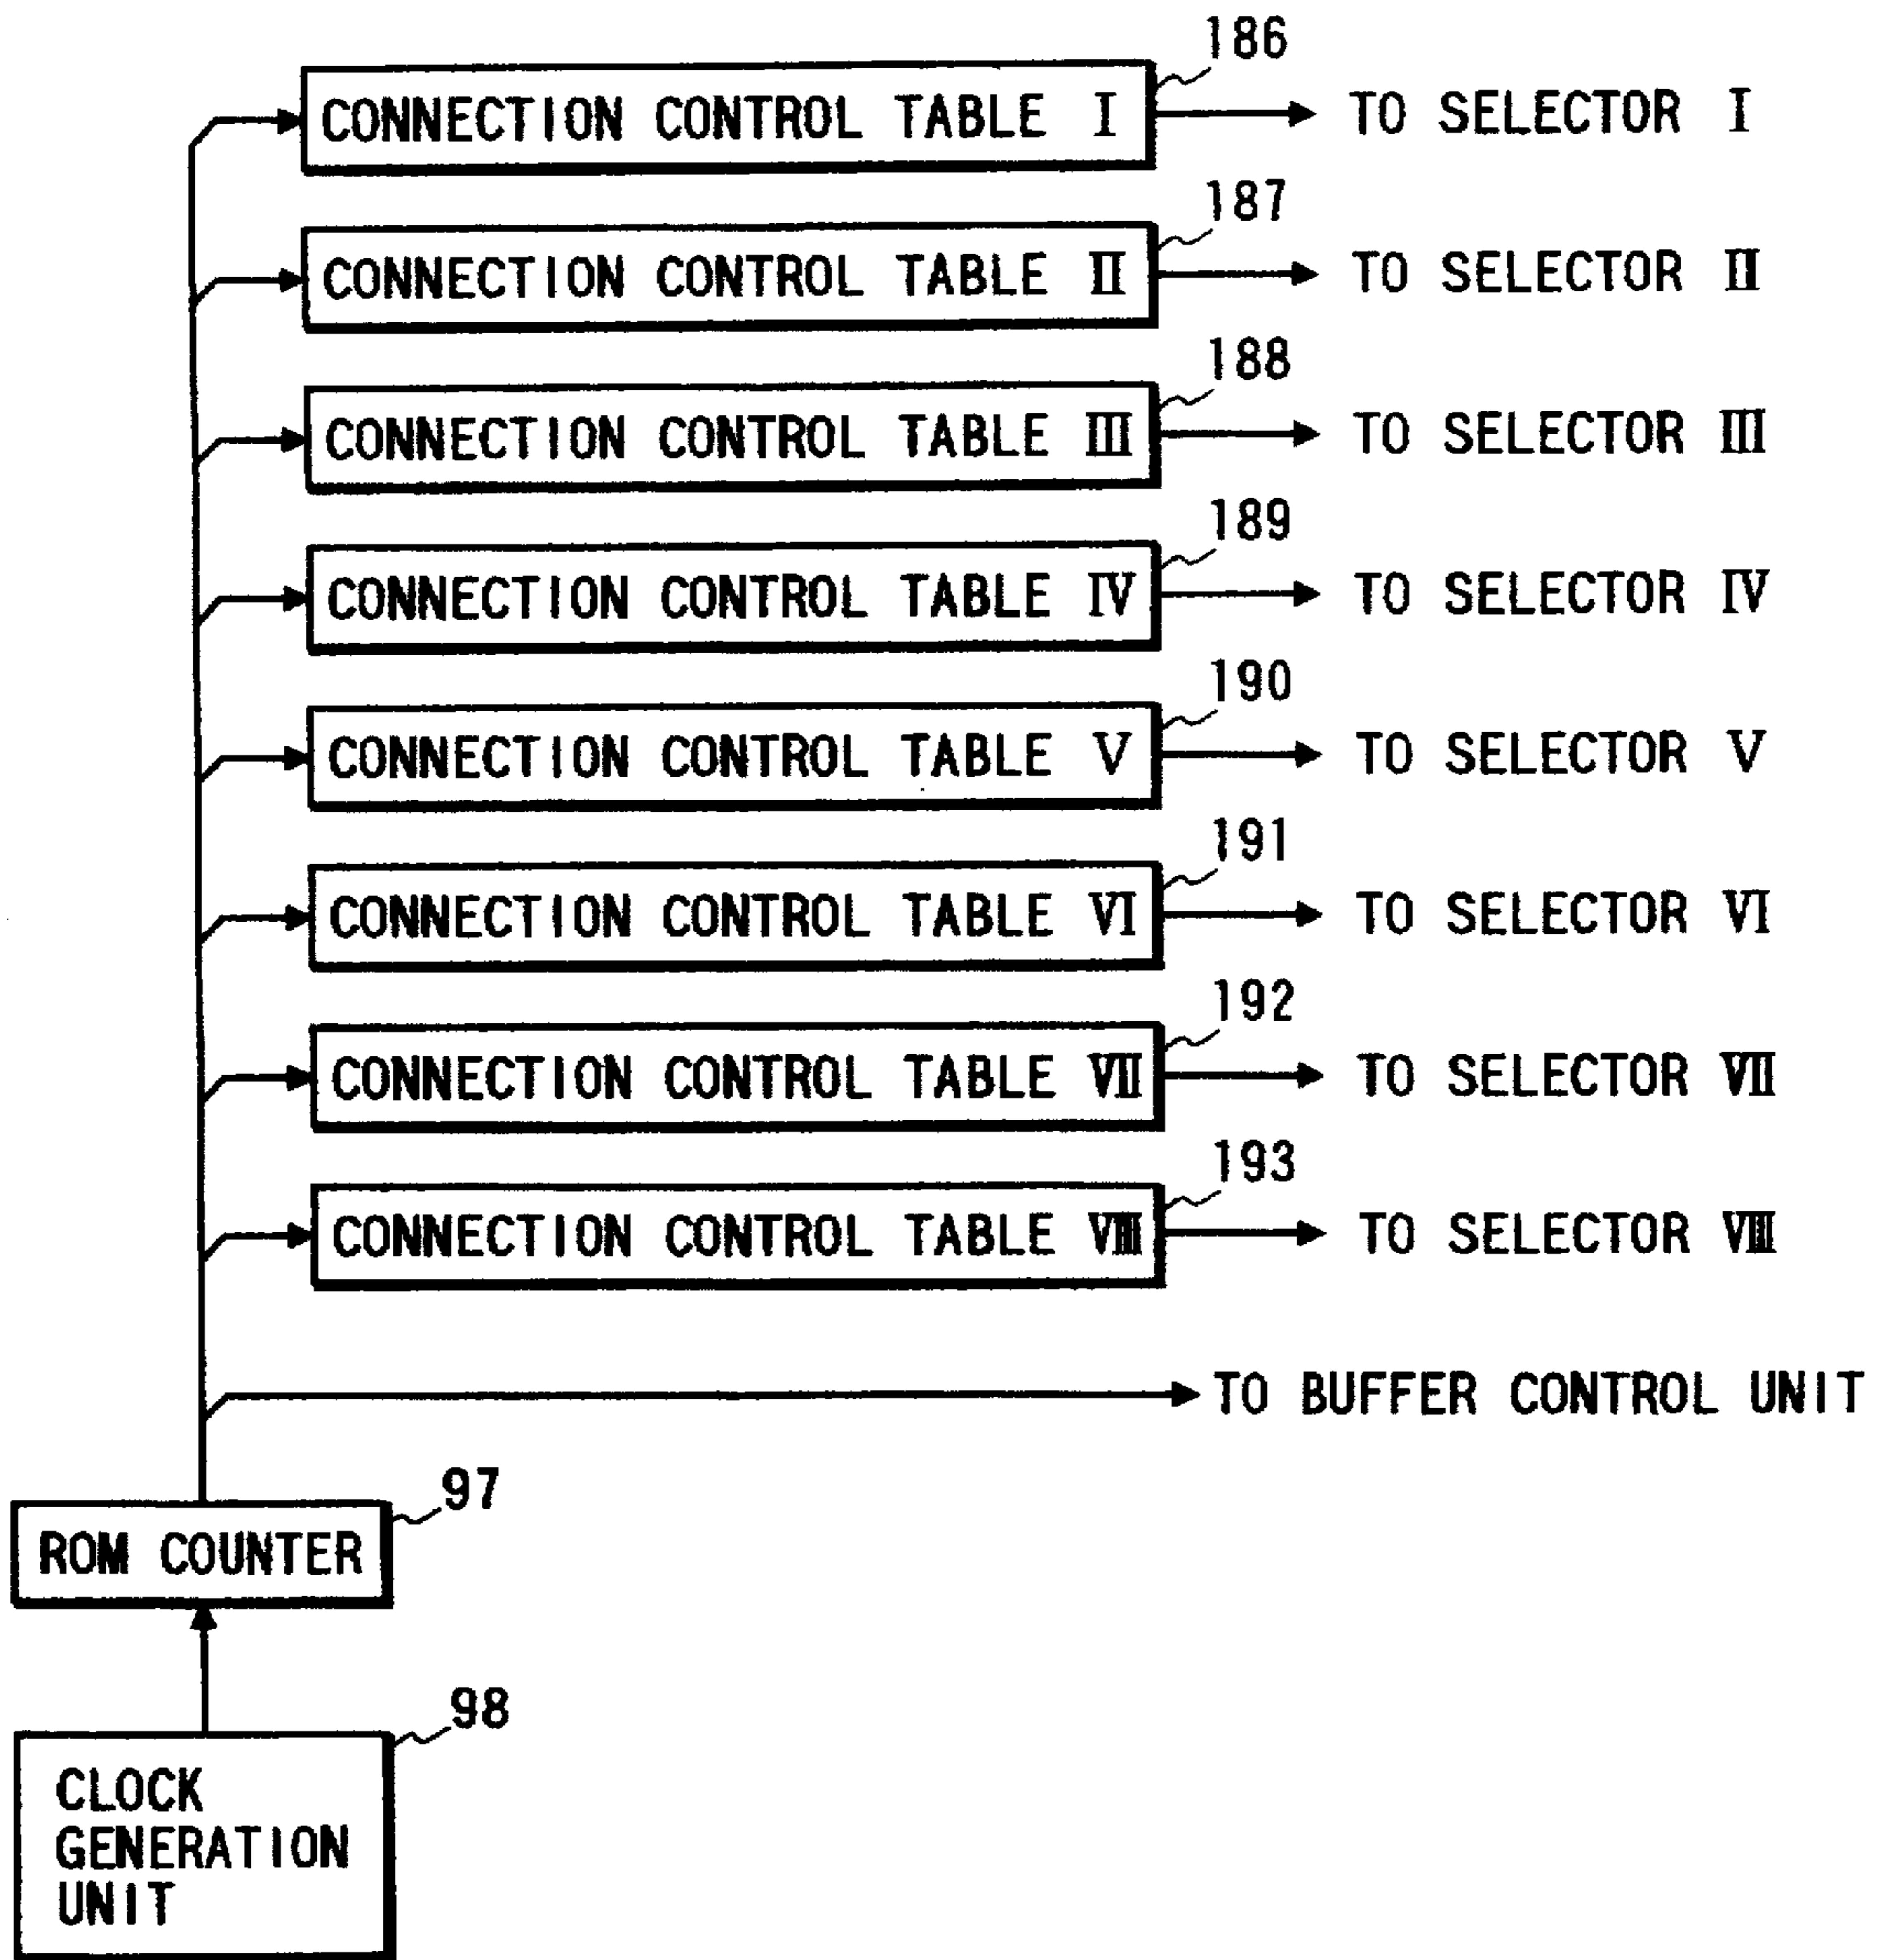 186
CONNECTION CONTROL TABLE I
TO SELECTOR I
187
CONNECTION CONTROL TABLE II
TO SELECTOR II
188
CONNECTION CONTROL TABLE III
TO SELECTOR III
189
CONNECTION CONTROL TABLE IV
TO SELECTOR IV
190
CONNECTION CONTROL TABLE V
TO SELECTOR V
191
CONNECTION CONTROL TABLE VI
TO SELECTOR VI
192
CONNECTION CONTROL TABLE VII
TO SELECTOR VII
193
CONNECTION CONTROL TABLE VIII
TO SELECTOR VIII
TO BUFFER CONTROL UNIT
97
ROM COUNTER
98
CLOCK
GENERATION
UNIT